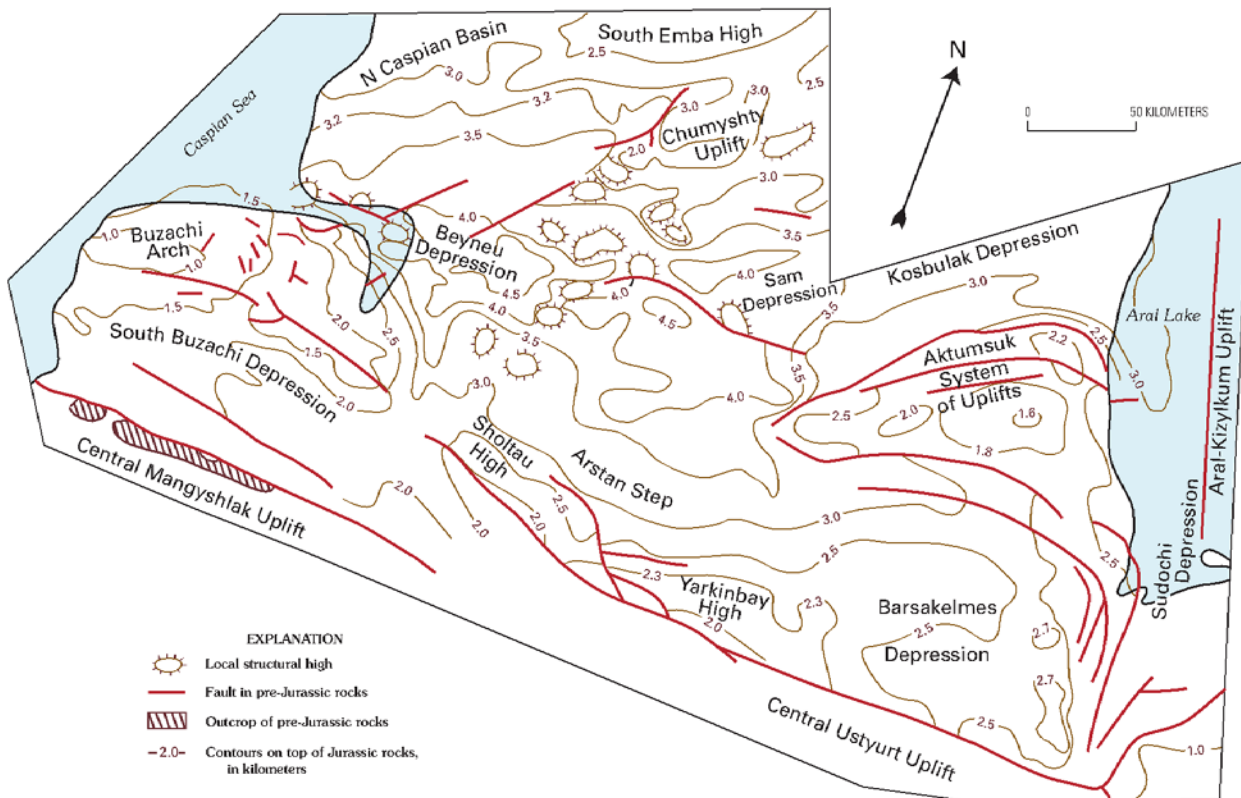 South Emba High
N Caspian Basin
2.5
2.5
3.0
3.0
N
Caspian Sea
3.2
3.2
3.0
Chumyshty
Uplift
2.0
0 50 KILOMETERS
3.5
3.0
1.5
4.0
1.0
Buzachi
Arch
1.0
Beyneu
Depression
3.5
Kosbulak Depression
4.0
Sam
Depression
4.5
4.0
4.0
3.0
1.5
2.0
2.5
3.5
4.5
3.5
Aral Lake
2.5
Aktumsuk
2.2
3.0
South Buzachi Depression
1.5
2.0
3.0
4.0
3.5
System
of Uplifts
2.5
2.0
1.6
1.8
Aral-Kizylkum Uplift
Sholtau
High
Arstan Step
Central Mangyshlak Uplift
2.0
2.0
2.5
2.0
3.0
2.5
2.5
Sudochi
Depression
2.3
Yarkinbay
High
2.3
2.0
Barsakelmes
Depression
2.5
2.7
2.7
2.5
Central Ustyurt Uplift
1.0
EXPLANATION
Local structural high
Fault in pre-Jurassic rocks
Outcrop of pre-Jurassic rocks
–2.0– Contours on top of Jurassic rocks,
in kilometers